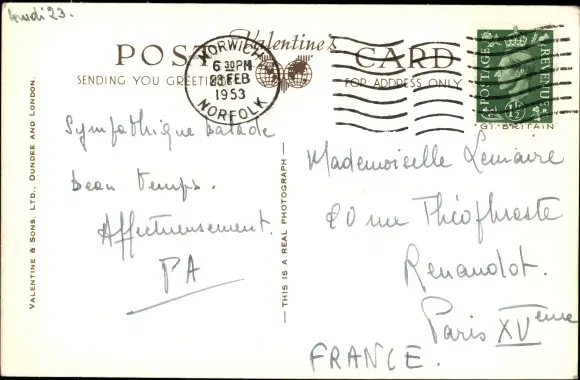 lundi 23.
POST CARD
Valentine's
SENDING YOU GREETINGS
FOR ADDRESS ONLY
NORWICH
6 30 PM
23 FEB
1953
NORFOLK
POSTAGE
REVENUE
GT. BRITAIN
VALENTINE & SONS, LTD., DUNDEE AND LONDON.
Sympathique balade
beau temps.
Affectueusement.
PA
— THIS IS A REAL PHOTOGRAPH —
Mademoiselle Lemaire
20 rue Théophraste
Renaudot.
Paris XVeme
FRANCE.